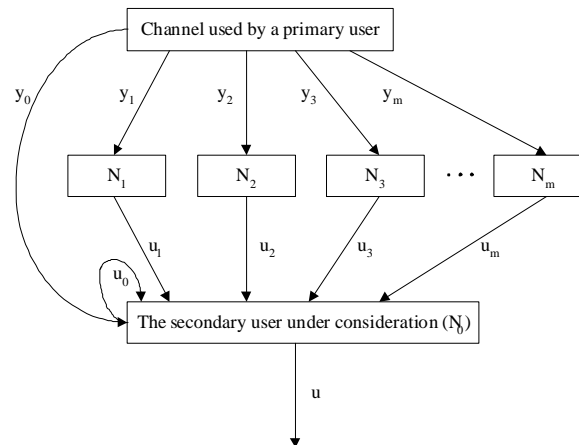 Channel used by a primary user
y0
y1
y2
y3
ym
N1
N2
N3
...
Nm
u1
u0
u2
u3
um
The secondary user under consideration (N0)
u